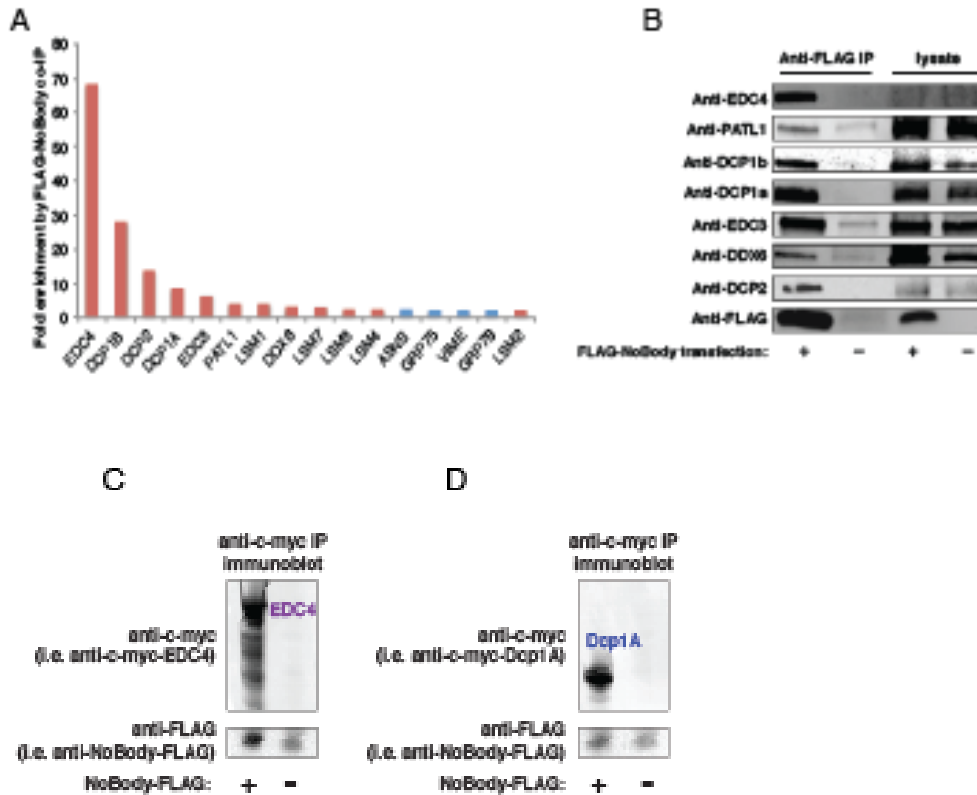 A
Fold enrichment by FLAG-NoBody co-IP
80
70
60
50
40
30
20
10
0
EDC4
DCP1B
DCP2
DCP1A
EDC3
PATL1
LSM1
DDX6
LSM7
LSM4
GRP75
VIME
LSM2
B
Anti-FLAG IP
lysate
Anti-EDC4
Anti-PATL1
Anti-DCP1b
Anti-DCP1a
Anti-EDC3
Anti-DDX6
Anti-DCP2
Anti-FLAG
FLAG-NoBody transfection: + − + −
C
anti-c-myc IP
immunoblot
EDC4
anti-c-myc
(i.e. anti-c-myc-EDC4)
anti-FLAG
(i.e. anti-NoBody-FLAG)
NoBody-FLAG: + -
D
anti-c-myc IP
immunoblot
Dcp1A
anti-c-myc
(i.e. anti-c-myc-Dcp1A)
anti-FLAG
(i.e. anti-NoBody-FLAG)
NoBody-FLAG: + -